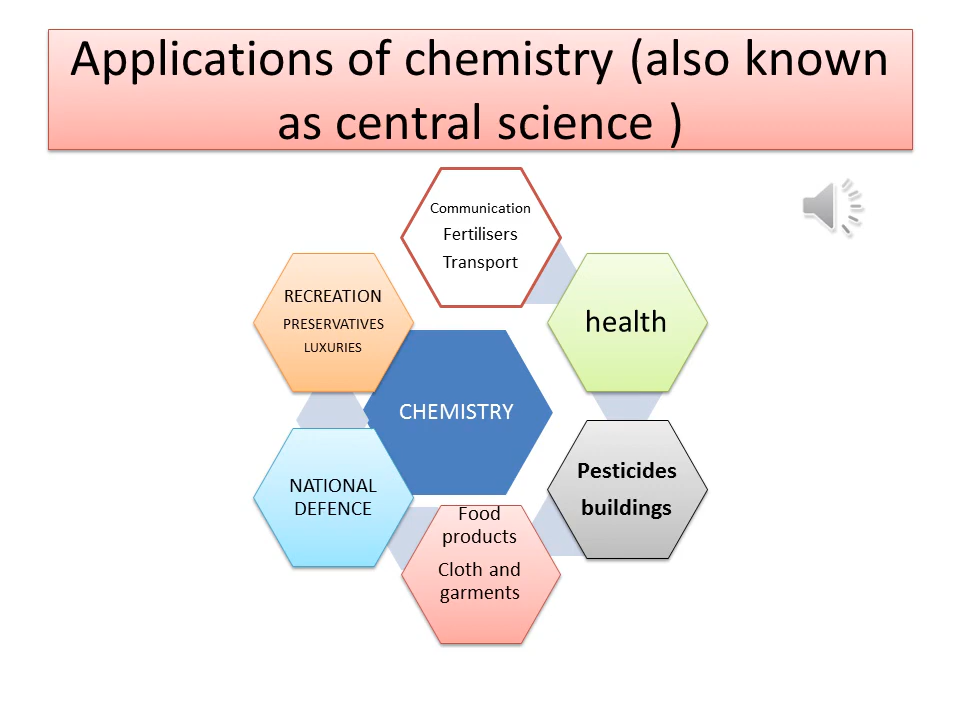 Applications of chemistry (also known
as central science )
Communication
Fertilisers
Transport
health
Pesticides
buildings
Food
products
Cloth and
garments
NATIONAL
DEFENCE
RECREATION
PRESERVATIVES
LUXURIES
CHEMISTRY